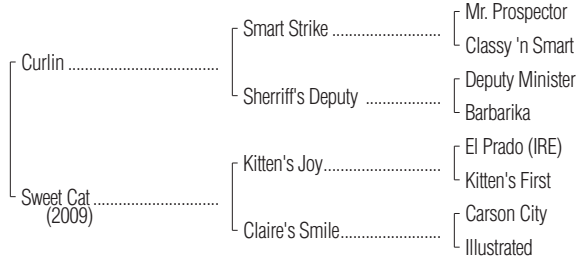 Mr. Prospector
Smart Strike
Classy 'n Smart
Curlin
Deputy Minister
Sherriff's Deputy
Barbarika
El Prado (IRE)
Kitten's Joy
Kitten's First
Sweet Cat
(2009)
Carson City
Claire's Smile
Illustrated